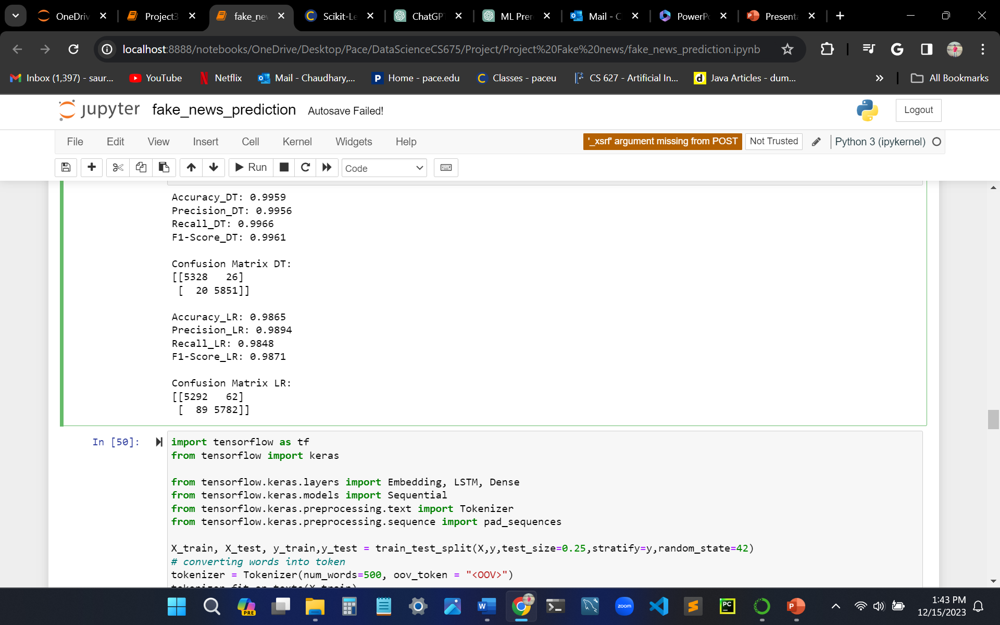 OneDriv
Project3
fake_nev
Scikit-Le
ChatGP
ML Prer
Mail - C
PowerPo
Presenta
localhost:8888/notebooks/OneDrive/Desktop/Pace/DataScienceCS675/Project/Project%20Fake%20news/fake_news_prediction.ipynb
Inbox (1,397) - saur...
YouTube
Netflix
Mail - Chaudhary,...
Home - pace.edu
Classes - paceu
CS 627 - Artificial In...
Java Articles - dum...
All Bookmarks
jupyter fake_news_prediction Autosave Failed!
Logout
File Edit View Insert Cell Kernel Widgets Help
'_xsrf' argument missing from POST
Not Trusted
Python 3 (ipykernel)
Run
Code
Accuracy_DT: 0.9959
Precision_DT: 0.9956
Recall_DT: 0.9966
F1-Score_DT: 0.9961
Confusion Matrix DT:
[[5328   26]
 [  20 5851]]
Accuracy_LR: 0.9865
Precision_LR: 0.9894
Recall_LR: 0.9848
F1-Score_LR: 0.9871
Confusion Matrix LR:
[[5292   62]
 [  89 5782]]
In [50]:
import tensorflow as tf
from tensorflow import keras
from tensorflow.keras.layers import Embedding, LSTM, Dense
from tensorflow.keras.models import Sequential
from tensorflow.keras.preprocessing.text import Tokenizer
from tensorflow.keras.preprocessing.sequence import pad_sequences
X_train, X_test, y_train,y_test = train_test_split(X,y,test_size=0.25,stratify=y,random_state=42)
# converting words into token
tokenizer = Tokenizer(num_words=500, oov_token = "<OOV>")
tokenizer.fit_on_texts(X_train)
PRE
zoom
PC
1:43 PM
12/15/2023